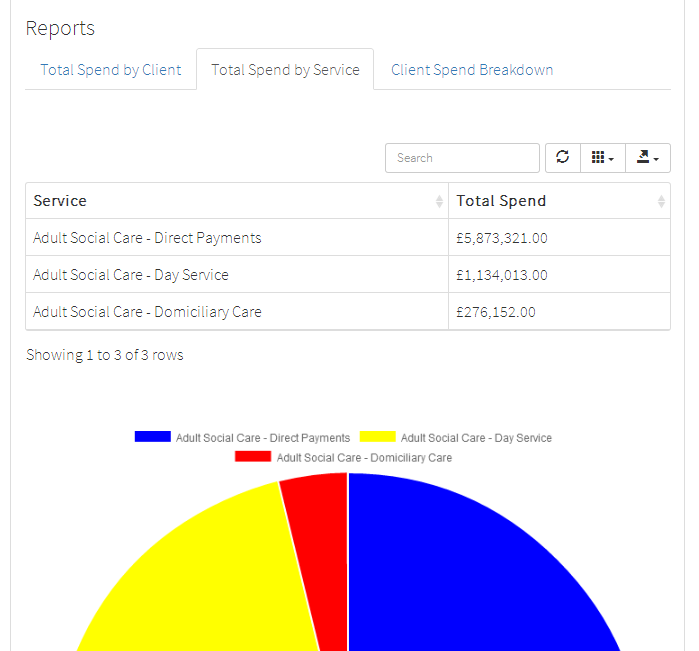 Reports
Total Spend by Client Total Spend by Service Client Spend Breakdown
Search
Service Total Spend
Adult Social Care - Direct Payments £5,873,321.00
Adult Social Care - Day Service £1,134,013.00
Adult Social Care - Domiciliary Care £276,152.00
Showing 1 to 3 of 3 rows
Adult Social Care - Direct Payments Adult Social Care - Day Service
Adult Social Care - Domiciliary Care